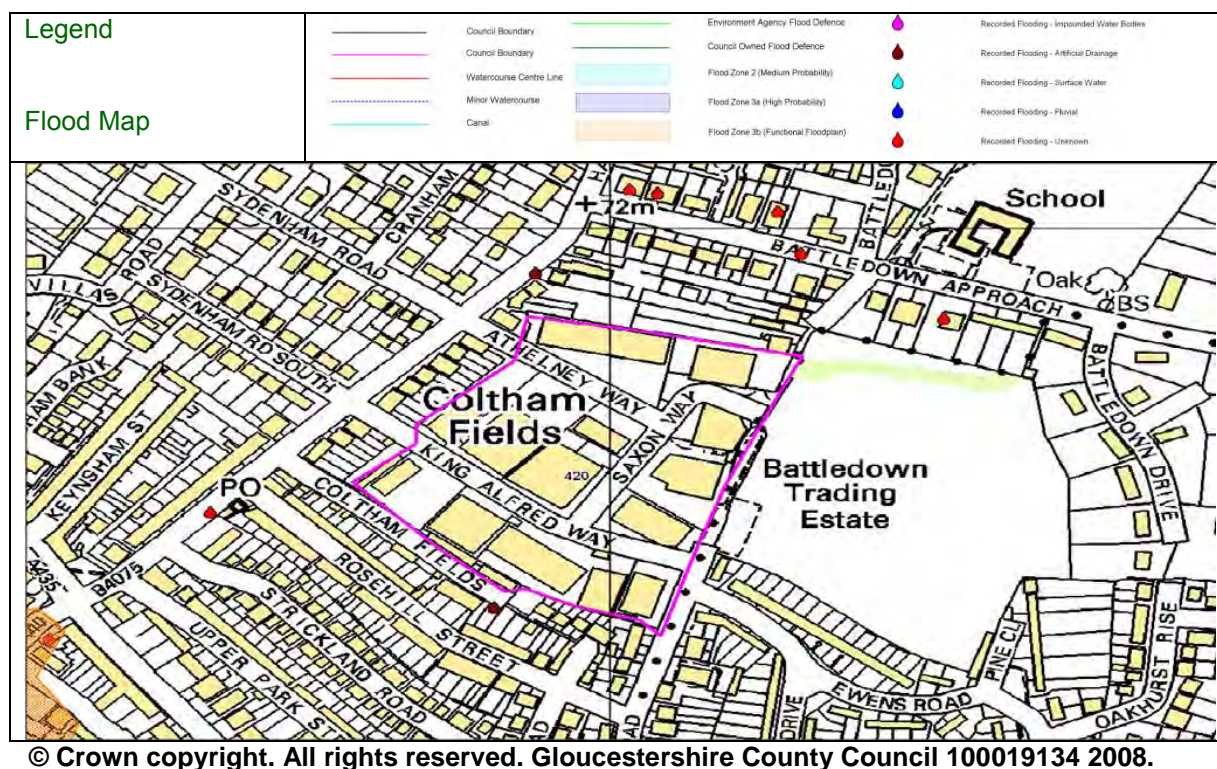 Legend
Flood Map
Council Boundary
Council Boundary
Watercourse Centre Line
Minor Watercourse
Canal
Environment Agency Flood Defence
Council Owned Flood Defence
Flood Zone 2 (Medium Probability)
Flood Zone 3a (High Probability)
Flood Zone 3b (Functional Floodplain)
Recorded Flooding - Impounded Water Bodies
Recorded Flooding - Artificial Drainage
Recorded Flooding - Surface Water
Recorded Flooding - Fluvial
Recorded Flooding - Unknown
SYDENHAM ROAD
CRANHAM
+72m
BATTLEDO
School
BATTLEDOWN APPROACH
Oak
BS
VILLAS ROAD
SYDENHAM RD SOUTH
ATHELNEY WAY
BATTLEDOWN DRIVE
BANK
KEYNSHAM ST
Coltham
Fields
SAXON WAY
420
KING ALFRED WAY
Battledown
Trading
Estate
PO
COLTHAM FIELDS
ROSEHILL STREET
STRICKLAND ROAD
UPPER PARK ST
A435
B4075
EWENS ROAD
PINE CL
OAKHURST RISE
DRIVE
© Crown copyright. All rights reserved. Gloucestershire County Council 100019134 2008.